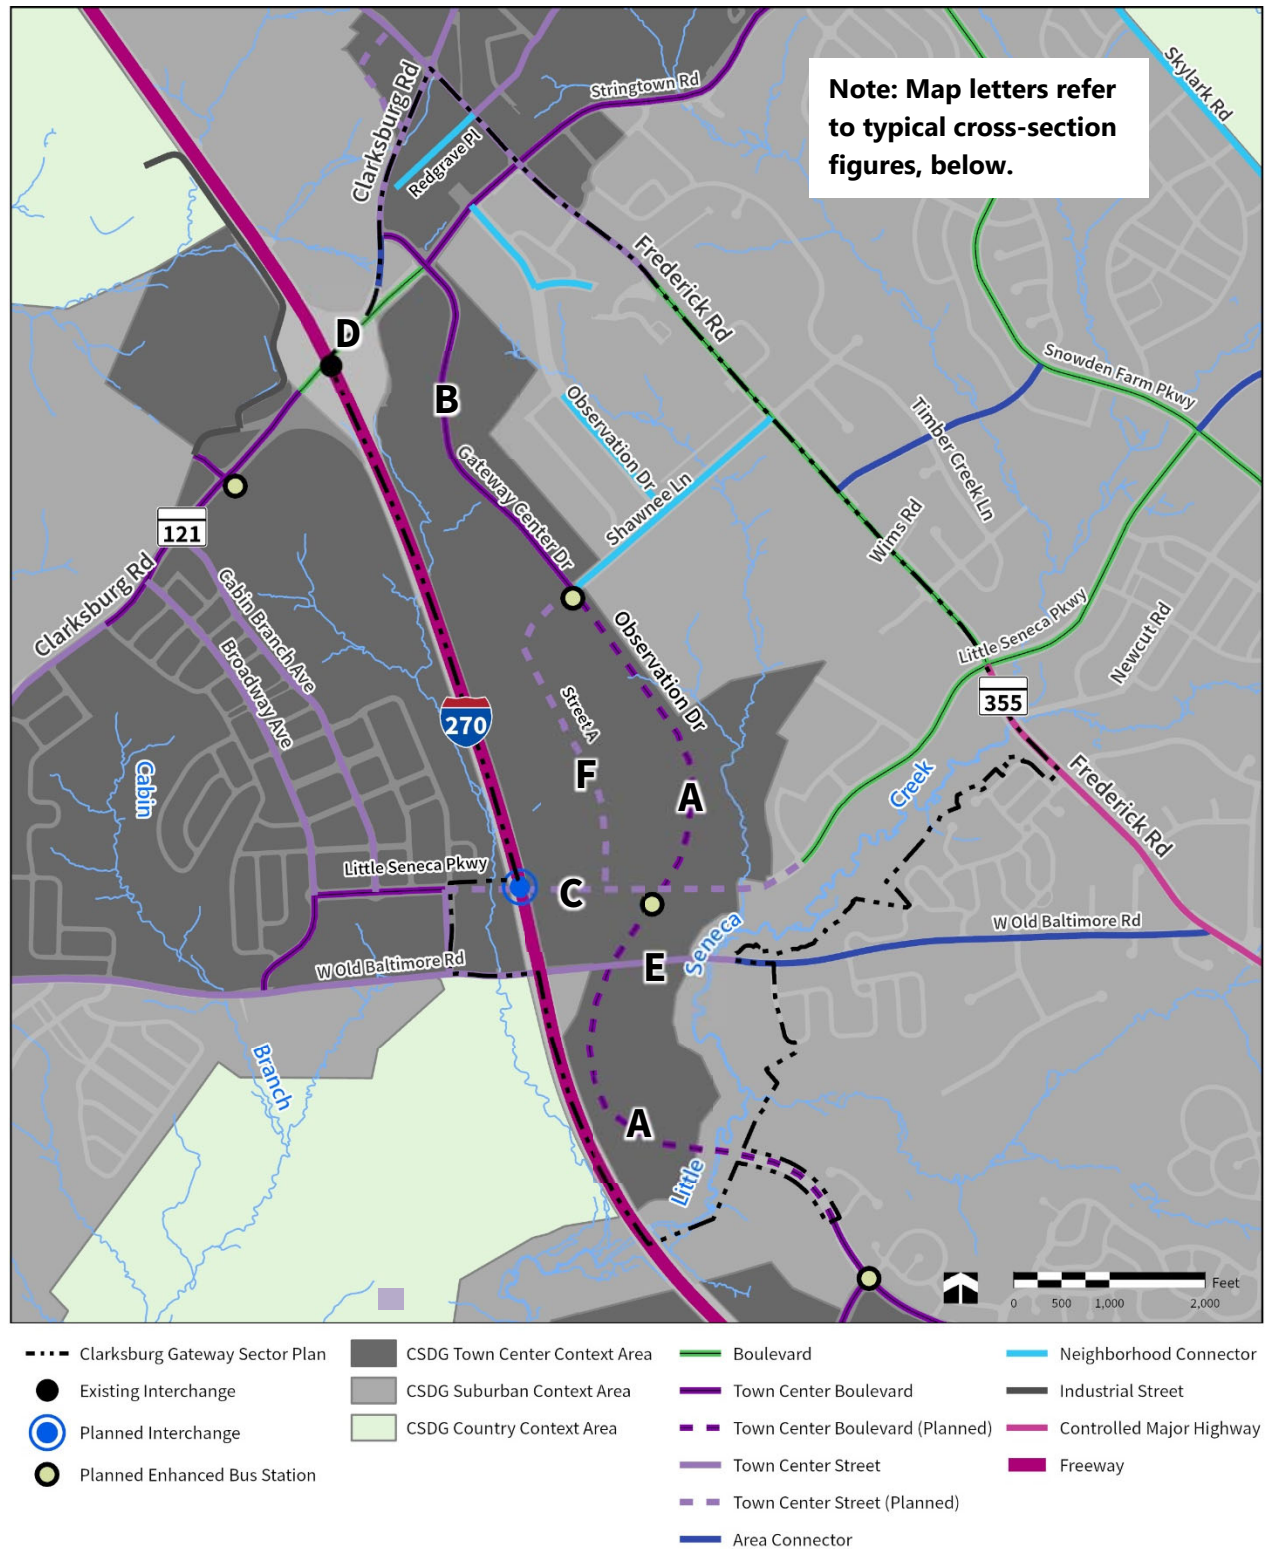 Note: Map letters refer
to typical cross-section
figures, below.
Skylark Rd
Stringtown Rd
Clarksburg Rd
Redgrave Pl
Frederick Rd
D
B
Snowden Farm Pkwy
Observation Dr
Timber Creek Ln
Gateway Center Dr
Shawnee Ln
121
Wims Rd
Clarksburg Rd
Cabin Branch Ave
Broadway Ave
Observation Dr
Little Seneca Pkwy
Newcut Rd
355
Street A
270
F
A
Cabin
Creek
Frederick Rd
Little Seneca Pkwy
C
W Old Baltimore Rd
Seneca
W Old Baltimore Rd
E
Branch
A
Little
Feet
0 500 1,000 2,000
Clarksburg Gateway Sector Plan
Existing Interchange
Planned Interchange
Planned Enhanced Bus Station
CSDG Town Center Context Area
CSDG Suburban Context Area
CSDG Country Context Area
Boulevard
Town Center Boulevard
Town Center Boulevard (Planned)
Town Center Street
Town Center Street (Planned)
Area Connector
Neighborhood Connector
Industrial Street
Controlled Major Highway
Freeway